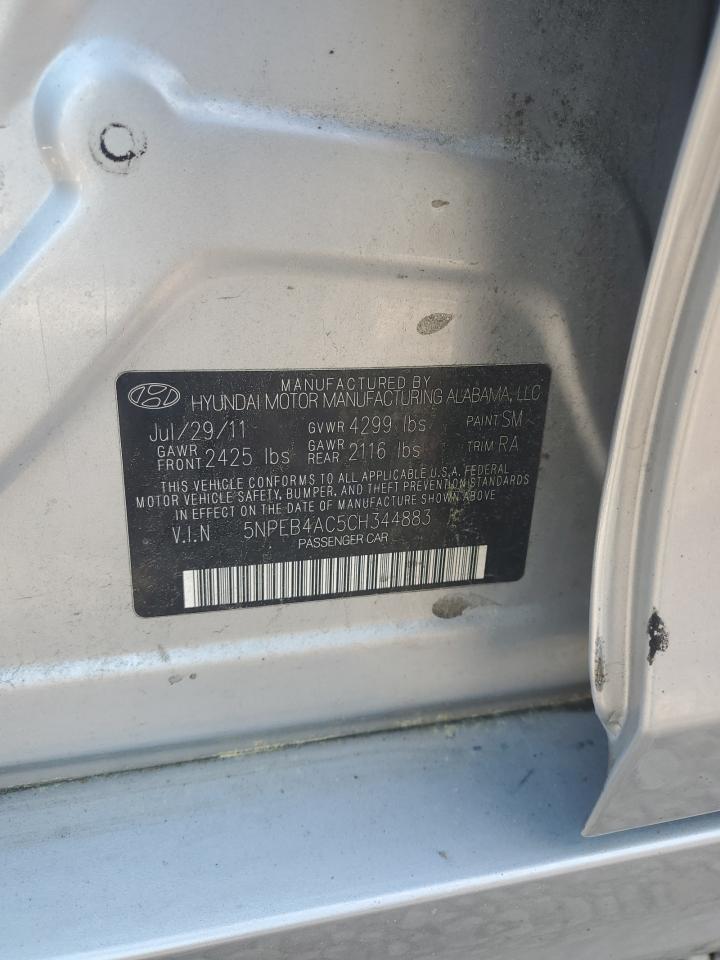 MANUFACTURED BY
HYUNDAI MOTOR MANUFACTURING ALABAMA, LLC
Jul/29/11 GVWR 4299 lbs PAINT SM
GAWR FRONT 2425 lbs GAWR REAR 2116 lbs TRIM RA
THIS VEHICLE CONFORMS TO ALL APPLICABLE U.S.A. FEDERAL
MOTOR VEHICLE SAFETY, BUMPER, AND THEFT PREVENTION STANDARDS
IN EFFECT ON THE DATE OF MANUFACTURE SHOWN ABOVE
V.I.N 5NPEB4AC5CH344883
PASSENGER CAR